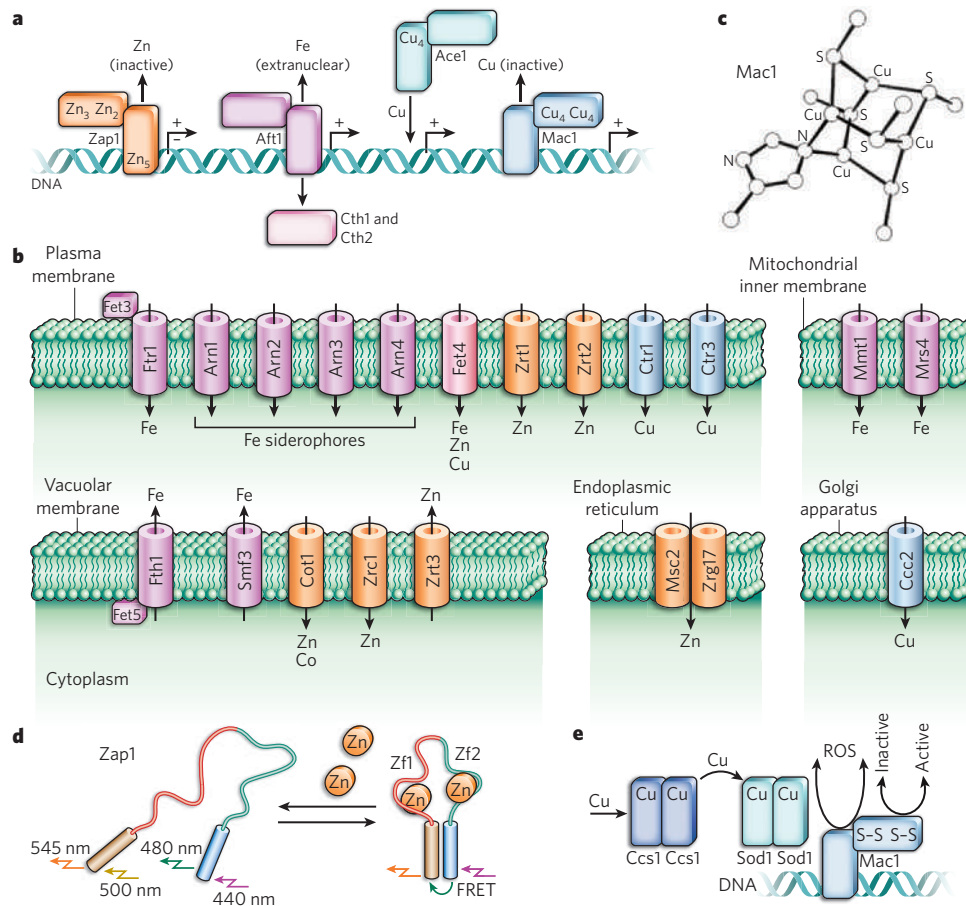 a
Zn
(inactive)
Zn3 Zn2
Zap1
Zn5
+
−
Fe
(extranuclear)
Aft1
+
Cu4
Ace1
Cu
+
Cu (inactive)
Cu4 Cu4
Mac1
+
DNA
Cth1 and
Cth2
c
Mac1
S
Cu
S
Cu
S
N
S
Cu
N
Cu
S
b
Plasma
membrane
Fet3
Ftr1
Arn1
Arn2
Arn3
Arn4
Fet4
Zrt1
Zrt2
Ctr1
Ctr3
Fe
Fe siderophores
Fe
Zn
Cu
Zn
Zn
Cu
Cu
Mitochondrial
inner membrane
Mmt1
Mrs4
Fe
Fe
Vacuolar
membrane
Fe
Fe
Zn
Fth1
Smf3
Cot1
Zrc1
Zrt3
Fet5
Zn
Co
Zn
Cytoplasm
Endoplasmic
reticulum
Msc2
Zrg17
Zn
Golgi
apparatus
Ccc2
Cu
d
Zap1
545 nm
500 nm
480 nm
440 nm
Zn
Zn
Zf1
Zf2
Zn
Zn
FRET
e
Cu
Cu Cu
Ccs1 Ccs1
Cu
Cu Cu
Sod1 Sod1
ROS
Inactive
Active
S–S S–S
Mac1
DNA